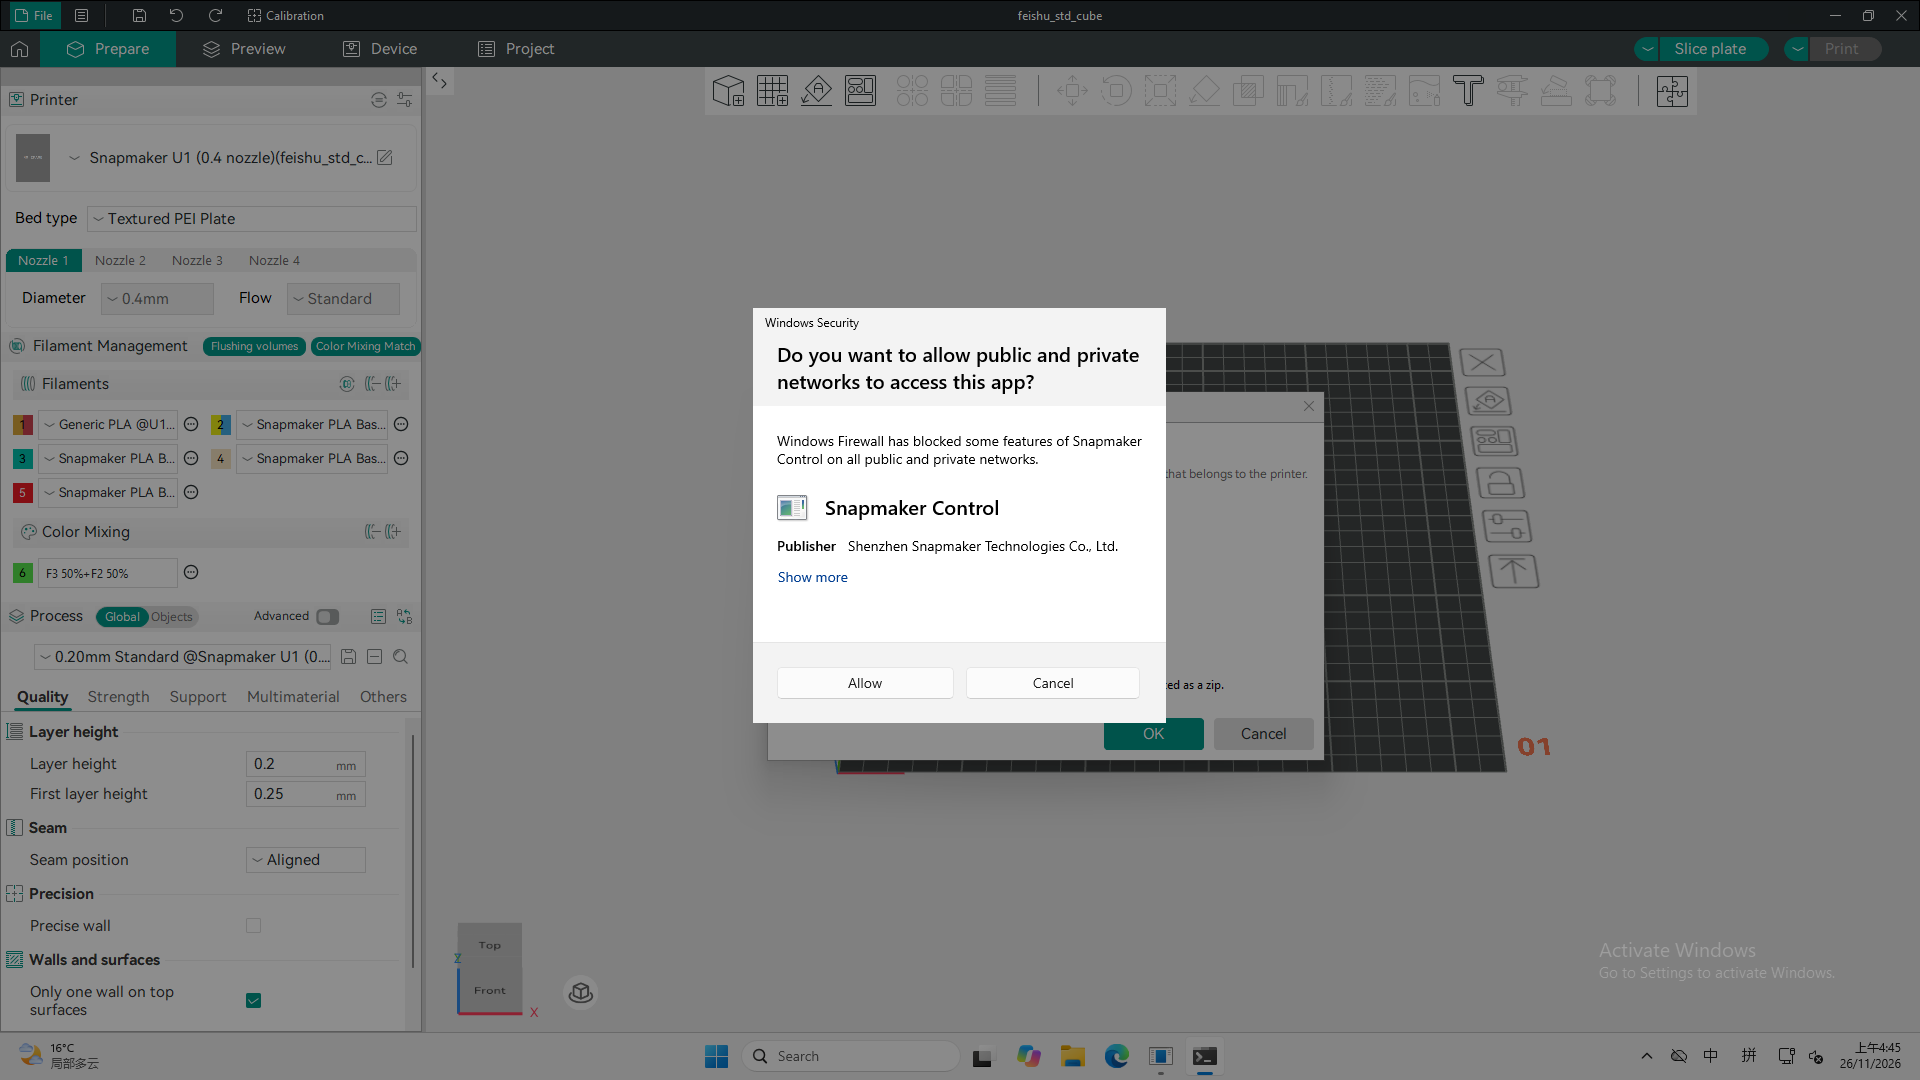 File
Calibration
feishu_std_cube
Prepare
Preview
Device
Project
Slice plate
Print
Printer
Snapmaker U1 (0.4 nozzle)(feishu_std_c...
Bed type
Textured PEI Plate
Nozzle 1
Nozzle 2
Nozzle 3
Nozzle 4
Diameter
0.4mm
Flow
Standard
Filament Management
Flushing volumes
Color Mixing Match
Filaments
1
Generic PLA @U1...
2
Snapmaker PLA Bas...
3
Snapmaker PLA B...
4
Snapmaker PLA Bas...
5
Snapmaker PLA B...
Color Mixing
6
F3 50%+F2 50%
Process
Global
Objects
Advanced
0.20mm Standard @Snapmaker U1 (0....
Quality
Strength
Support
Multimaterial
Others
Layer height
Layer height
0.2
mm
First layer height
0.25
mm
Seam
Seam position
Aligned
Precision
Precise wall
Walls and surfaces
Only one wall on top
surfaces
Windows Security
Do you want to allow public and private
networks to access this app?
Windows Firewall has blocked some features of Snapmaker
Control on all public and private networks.
Snapmaker Control
Publisher Shenzhen Snapmaker Technologies Co., Ltd.
Show more
Allow
Cancel
that belongs to the printer.
as a zip.
OK
Cancel
01
Top
Front
Z
X
Activate Windows
Go to Settings to activate Windows.
16°C
局部多云
Search
中
拼
上午4:45
26/11/2026